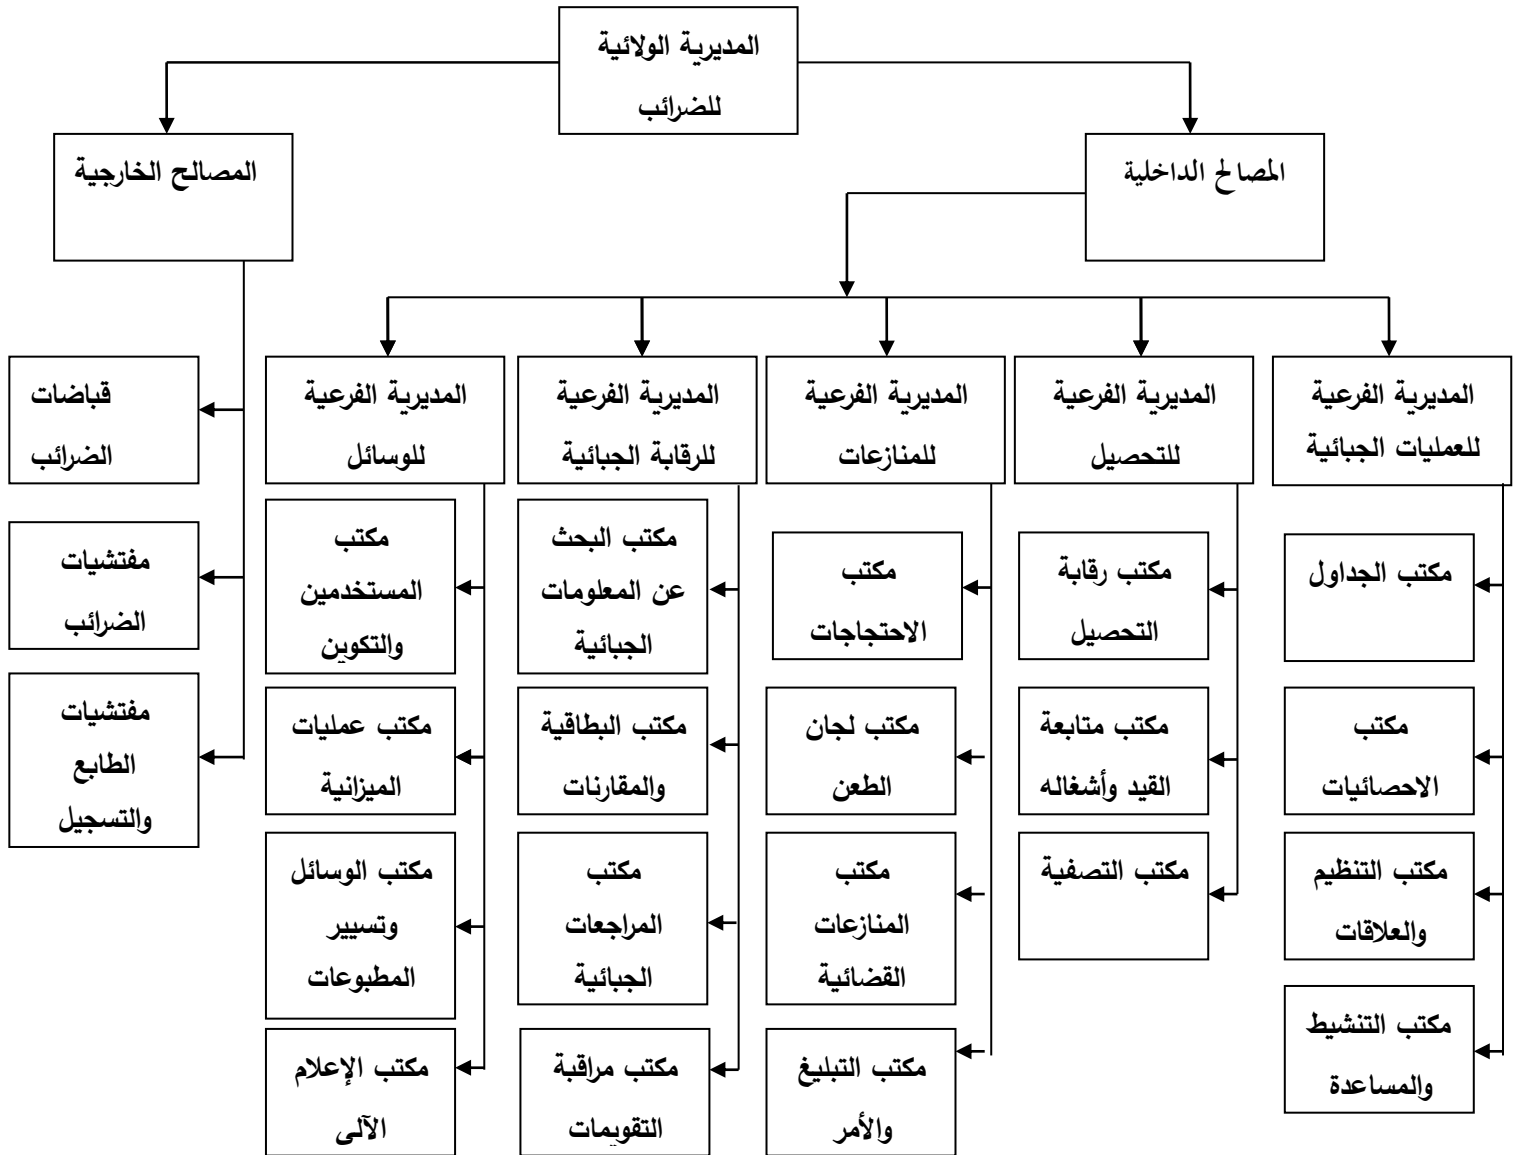 المديرية الولائية
للضرائب
المصالح الداخلية
المصالح الخارجية
المديرية الفرعية
للعمليات الجبائية
المديرية الفرعية
للتحصيل
المديرية الفرعية
للمنازعات
المديرية الفرعية
للرقابة الجبائية
المديرية الفرعية
للوسائل
قباضات
الضرائب
مكتب الجداول
مكتب رقابة
التحصيل
مكتب
الاحتجاجات
مكتب البحث
عن المعلومات
الجبائية
مكتب
المستخدمين
والتكوين
مفتشيات
الضرائب
مكتب
الاحصائيات
مكتب متابعة
القيد وأشغاله
مكتب لجان
الطعن
مكتب البطاقية
والمقارنات
مكتب عمليات
الميزانية
مفتشيات
الطابع
والتسجيل
مكتب التنظيم
والعلاقات
مكتب التصفية
مكتب
المنازعات
القضائية
مكتب
المراجعات
الجبائية
مكتب الوسائل
وتسيير
المطبوعات
مكتب التنشيط
والمساعدة
مكتب التبليغ
والأمر
مكتب مراقبة
التقويمات
مكتب الإعلام
الآلى